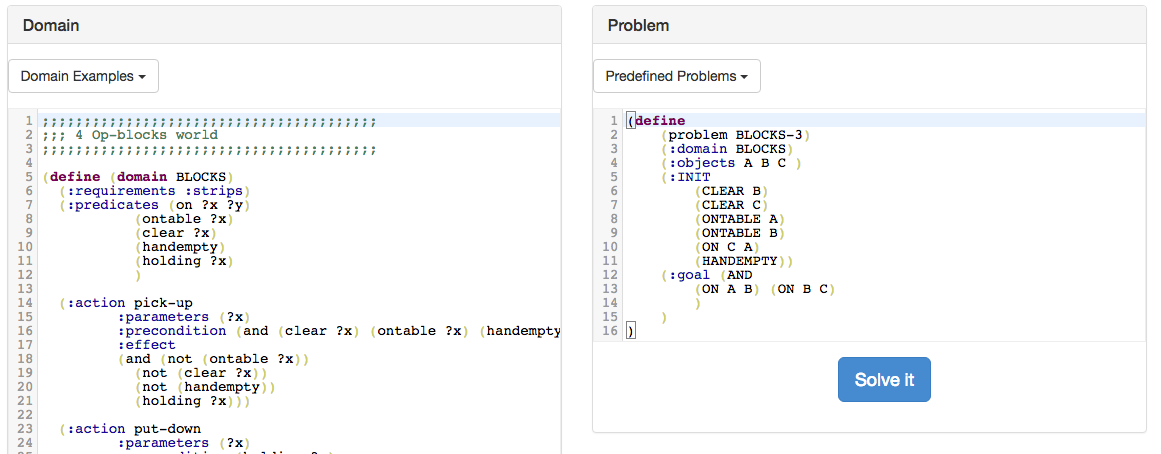 Domain
Domain Examples
1 ;;;;;;;;;;;;;;;;;;;;;;;;;;;;;;;;;;;;;;;;
2 ;;; 4 Op-blocks world
3 ;;;;;;;;;;;;;;;;;;;;;;;;;;;;;;;;;;;;;;;;
4
5 (define (domain BLOCKS)
6 (:requirements :strips)
7 (:predicates (on ?x ?y)
8 (ontable ?x)
9 (clear ?x)
10 (handempty)
11 (holding ?x)
12 )
13
14 (:action pick-up
15 :parameters (?x)
16 :precondition (and (clear ?x) (ontable ?x) (handempty
17 :effect
18 (and (not (ontable ?x))
19 (not (clear ?x))
20 (not (handempty))
21 (holding ?x)))
22
23 (:action put-down
24 :parameters (?x)
Problem
Predefined Problems
1 (define
2 (problem BLOCKS-3)
3 (:domain BLOCKS)
4 (:objects A B C )
5 (:INIT
6 (CLEAR B)
7 (CLEAR C)
8 (ONTABLE A)
9 (ONTABLE B)
10 (ON C A)
11 (HANDEMPTY))
12 (:goal (AND
13 (ON A B) (ON B C)
14 )
15 )
16 )
Solve it